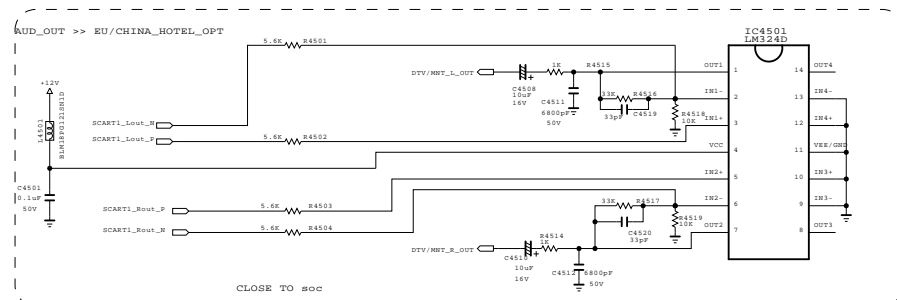 AUD_OUT >> EU/CHINA_HOTEL_OPT
IC4501
LM324D
5.6K R4501
DTV/MNT_L_OUT
C4508
10uF
16V
1K
R4515
C4511
6800pF
50V
33K R4516
33pF C4519
R4518
10K
OUT1 1
IN1- 2
IN1+ 3
VCC 4
IN2+ 5
IN2- 6
OUT2 7
14 OUT4
13 IN4-
12 IN4+
11 VEE/GND
10 IN3+
9 IN3-
8 OUT3
+12V
L4501
BLM18PG121SN1D
SCART1_Lout_N
SCART1_Lout_P
5.6K R4502
C4501
0.1uF
50V
SCART1_Rout_P
5.6K R4503
SCART1_Rout_N
5.6K R4504
33K R4517
C4520
33pF
R4519
10K
DTV/MNT_R_OUT
R4514
1K
C4510
10uF
16V
C4512 6800pF
50V
CLOSE TO soc